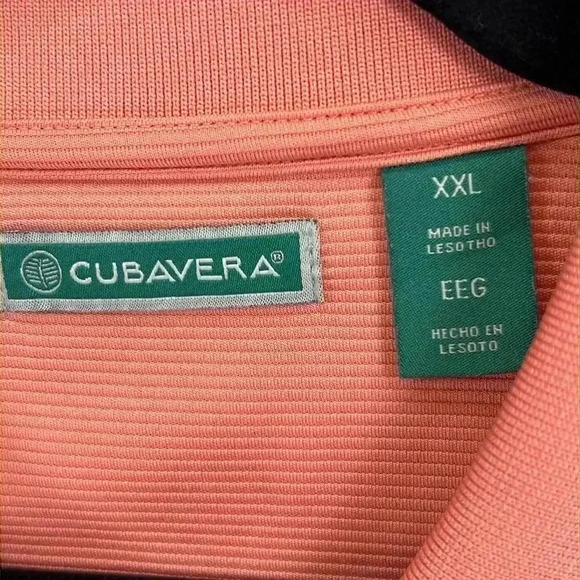 CUBAVERA®
XXL
MADE IN
LESOTHO
EEG
HECHO EN
LESOTO